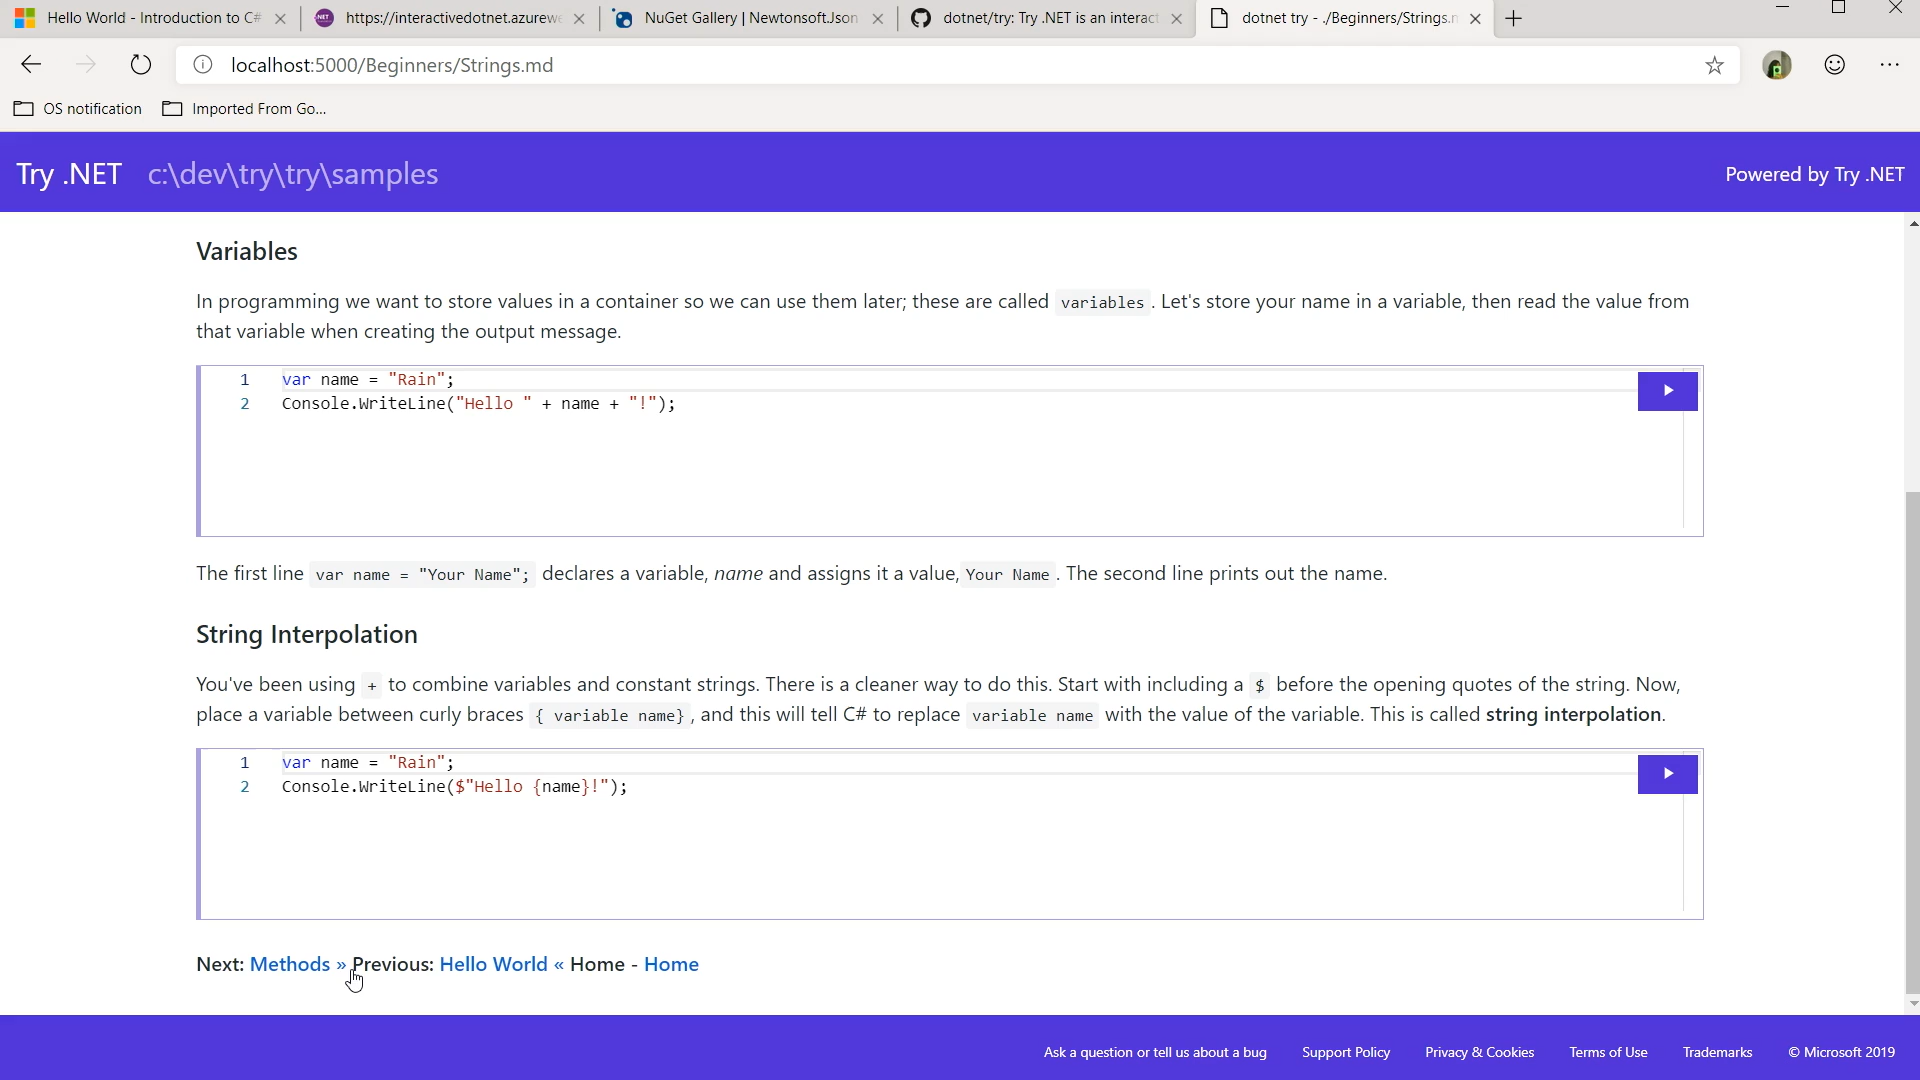 Hello World - Introduction to C#
https://interactivedotnet.azurewe
NuGet Gallery | Newtonsoft.Json
dotnet/try: Try .NET is an interact
dotnet try - ./Beginners/Strings.m
localhost:5000/Beginners/Strings.md
OS notification
Imported From Go...
Try .NET c:\dev\try\try\samples
Powered by Try .NET
Variables
In programming we want to store values in a container so we can use them later; these are called variables . Let's store your name in a variable, then read the value from
that variable when creating the output message.
1 var name = "Rain";
2 Console.WriteLine("Hello " + name + "!");
The first line var name = "Your Name"; declares a variable, name and assigns it a value, Your Name . The second line prints out the name.
String Interpolation
You've been using + to combine variables and constant strings. There is a cleaner way to do this. Start with including a $ before the opening quotes of the string. Now,
place a variable between curly braces { variable name} , and this will tell C# to replace variable name with the value of the variable. This is called string interpolation.
1 var name = "Rain";
2 Console.WriteLine($"Hello {name}!");
Next: Methods » Previous: Hello World « Home - Home
Ask a question or tell us about a bug
Support Policy
Privacy & Cookies
Terms of Use
Trademarks
© Microsoft 2019